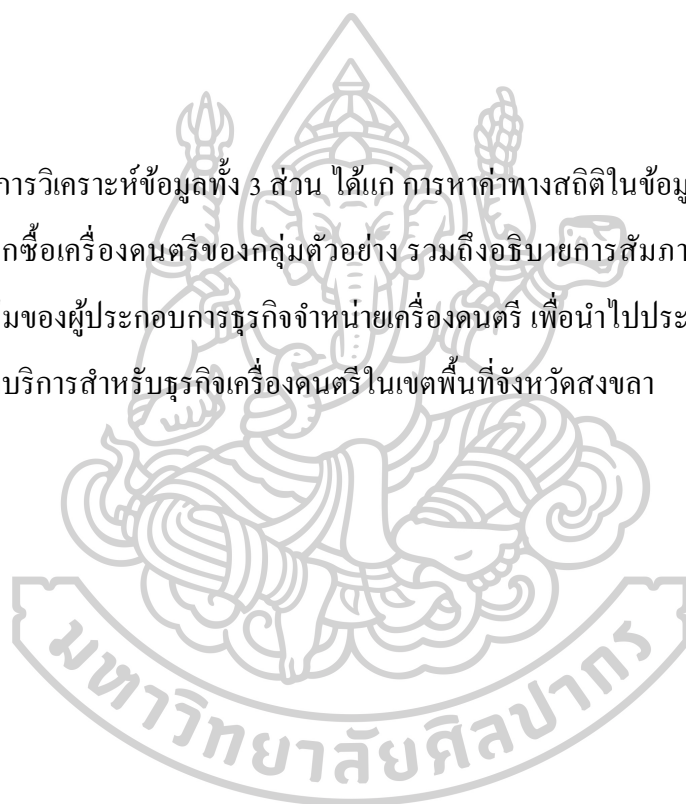 การวิเคราะห์ข้อมูลทั้ง 3 ส่วน ได้แก่ การหาค่าทางสถิติในข้อมู
กซื้อเครื่องดนตรีของกลุ่มตัวอย่าง รวมถึงอธิบายการสัมภา
มของผู้ประกอบการธุรกิจจำหน่ายเครื่องดนตรี เพื่อนำไปประ
บริการสำหรับธุรกิจเครื่องดนตรีในเขตพื้นที่จังหวัดสงขลา
มหาวิทยาลัยศิลปากร